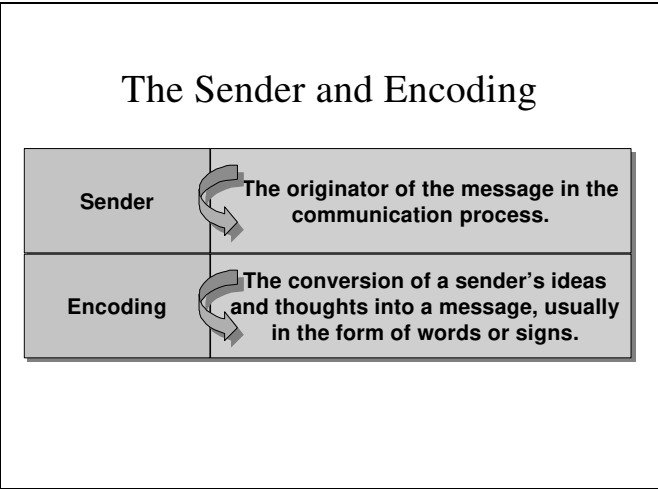 The Sender and Encoding
Sender
The originator of the message in the
communication process.
Encoding
The conversion of a sender’s ideas
and thoughts into a message, usually
in the form of words or signs.